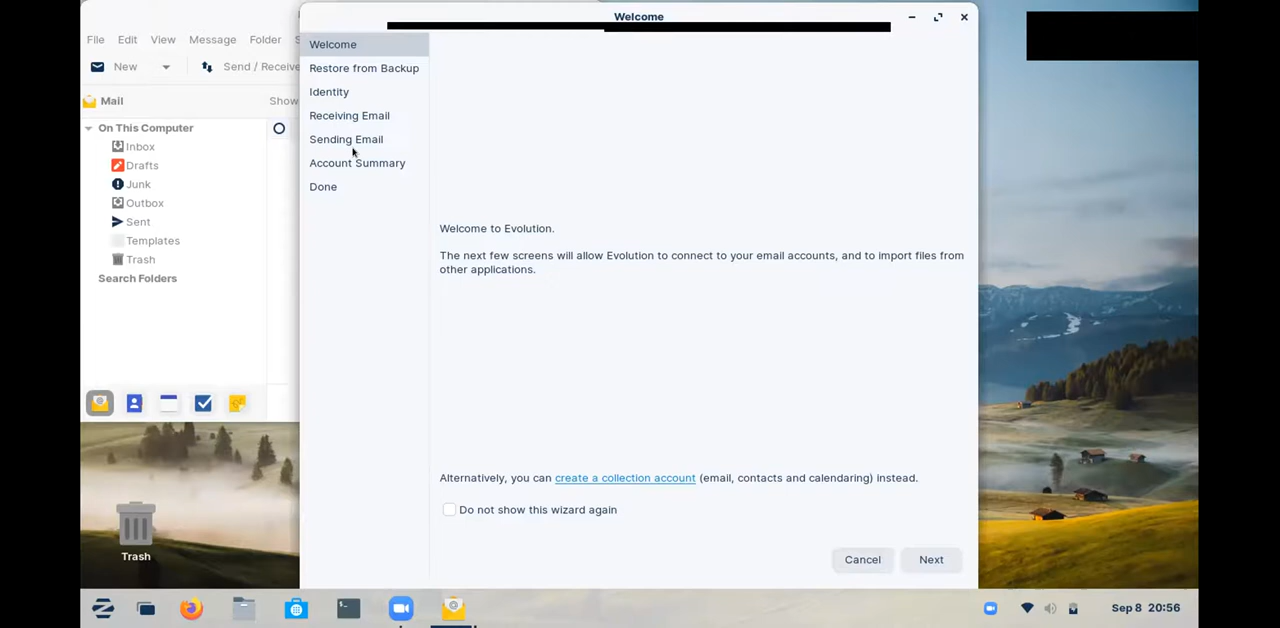 Welcome
File Edit View Message Folder
New Send / Receive
Mail Show
On This Computer
Inbox
Drafts
Junk
Outbox
Sent
Templates
Trash
Search Folders
Welcome
Restore from Backup
Identity
Receiving Email
Sending Email
Account Summary
Done
Welcome to Evolution.
The next few screens will allow Evolution to connect to your email accounts, and to import files from
other applications.
Alternatively, you can create a collection account (email, contacts and calendaring) instead.
Do not show this wizard again
Cancel Next
Trash
Sep 8 20:56